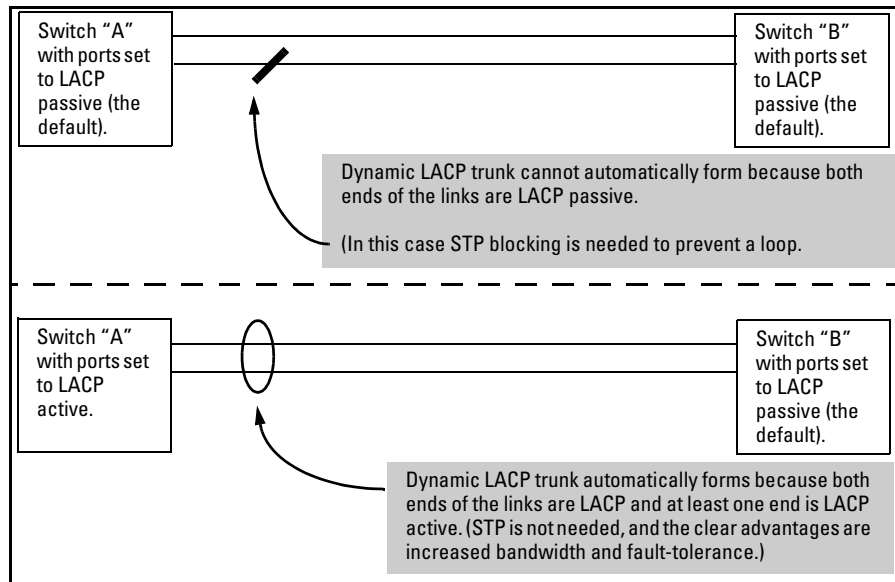 Switch “A”
with ports set
to LACP
passive (the
default).
Switch “B”
with ports set
to LACP
passive (the
default).
Dynamic LACP trunk cannot automatically form because both
ends of the links are LACP passive.
(In this case STP blocking is needed to prevent a loop.
Switch “A”
with ports set
to LACP
active.
Switch “B”
with ports set
to LACP
passive (the
default).
Dynamic LACP trunk automatically forms because both
ends of the links are LACP and at least one end is LACP
active. (STP is not needed, and the clear advantages are
increased bandwidth and fault-tolerance.)